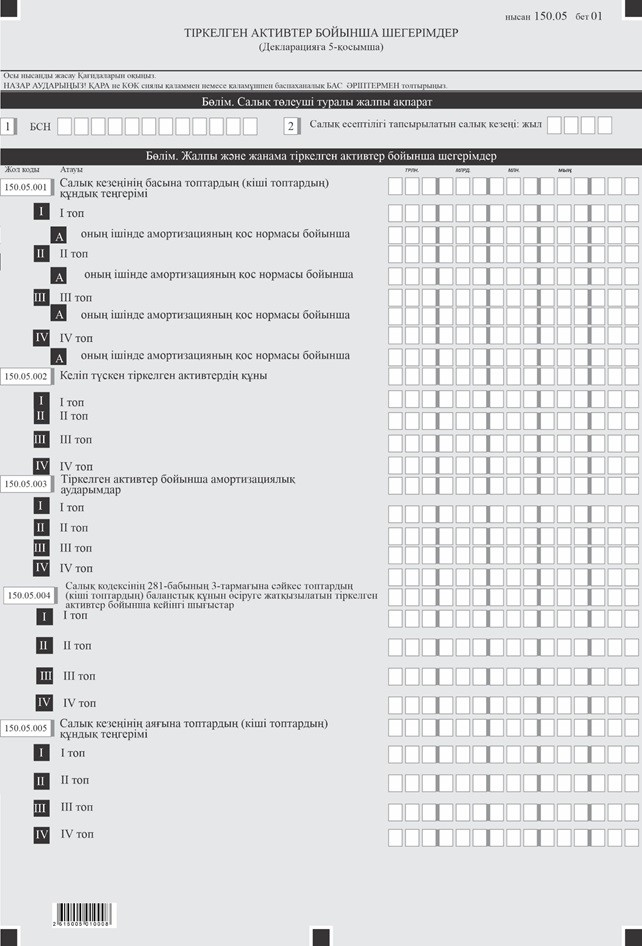 нысан 150.05 бет 01
ТІРКЕЛГЕН АКТИВТЕР БОЙЫНША ШЕГЕРІМДЕР
(Декларацияға 5-қосымша)
Осы нысанды жасау Қағидаларын оқыңыз.
НАЗАР АУДАРЫҢЫЗ! ҚАРА не КӨК сиялы қаламмен немесе қаламұшпен баспаханалық БАС ӘРІПТЕРМЕН толтырыңыз.
Бөлім. Салық төлеуші туралы жалпы ақпарат
1 БСН 2 Салық есептілігі тапсырылатын салық кезеңі: жыл
Бөлім. Жалпы және жанама тіркелген активтер бойынша шегерімдер
Жол коды Атауы трлн. млрд. млн. мың
150.05.001 Салық кезеңінің басына топтардың (кіші топтардың)
құндық теңгерімі
I I топ
A оның ішінде амортизацияның қос нормасы бойынша
II II топ
A оның ішінде амортизацияның қос нормасы бойынша
III III топ
A оның ішінде амортизацияның қос нормасы бойынша
IV IV топ
A оның ішінде амортизацияның қос нормасы бойынша
150.05.002 Келіп түскен тіркелген активтердің құны
I I топ
II II топ
III III топ
IV IV топ
150.05.003 Тіркелген активтер бойынша амортизациялық
аударымдар
I I топ
II II топ
III III топ
IV IV топ
150.05.004 Салық кодексінің 281-бабының 3-тармағына сәйкес топтардың
(кіші топтардың) баланстық құнын өсіруге жатқызылатын тіркелген
активтер бойынша кейінгі шығыстар
I I топ
II II топ
III III топ
IV IV топ
150.05.005 Салық кезеңінің аяғына топтардың (кіші топтардың)
құндық теңгерімі
I I топ
II II топ
III III топ
IV IV топ
2 615005 010008